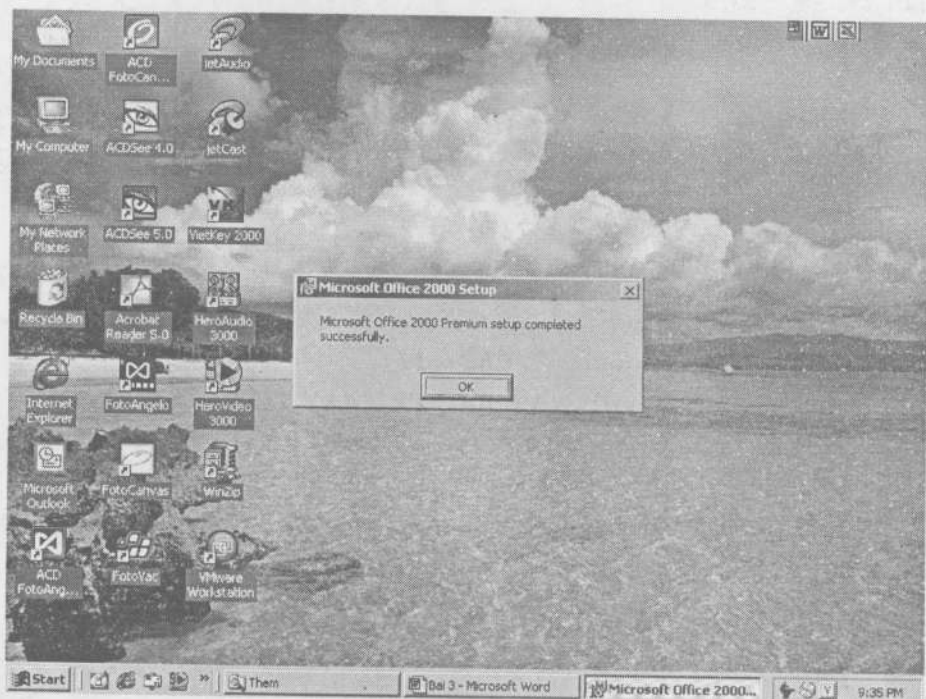 My Documents
ACD
FotoCan...
jetAudio
My Computer
ACDSee 4.0
jetCast
My Network
Places
ACDSee 5.0
VietKey 2000
Recycle Bin
Acrobat
Reader 5.0
HeroAudio
3000
Internet
Explorer
FotoAngelo
HeroVideo
3000
Microsoft
Outlook
FotoCanvas
WinZip
ACD
FotoAng...
FotoVac
VMware
Workstation
W
Microsoft Office 2000 Setup
Microsoft Office 2000 Premium setup completed
successfully.
OK
Start
»
Them
Bai 3 - Microsoft Word
Microsoft Office 2000...
V
9:35 PM